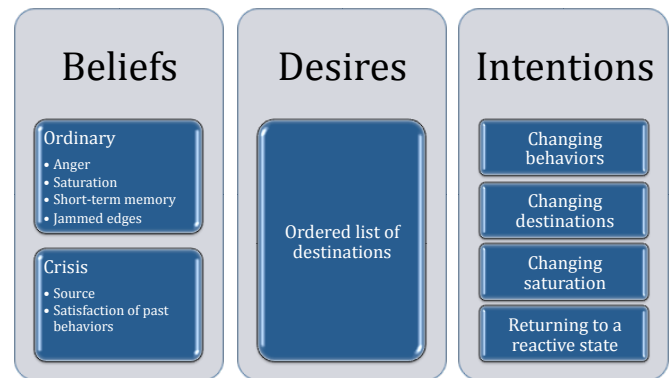 Beliefs
Ordinary
• Anger
• Saturation
• Short-term memory
• Jammed edges
Crisis
• Source
• Satisfaction of past
behaviors
Desires
Ordered list of
destinations
Intentions
Changing
behaviors
Changing
destinations
Changing
saturation
Returning to a
reactive state